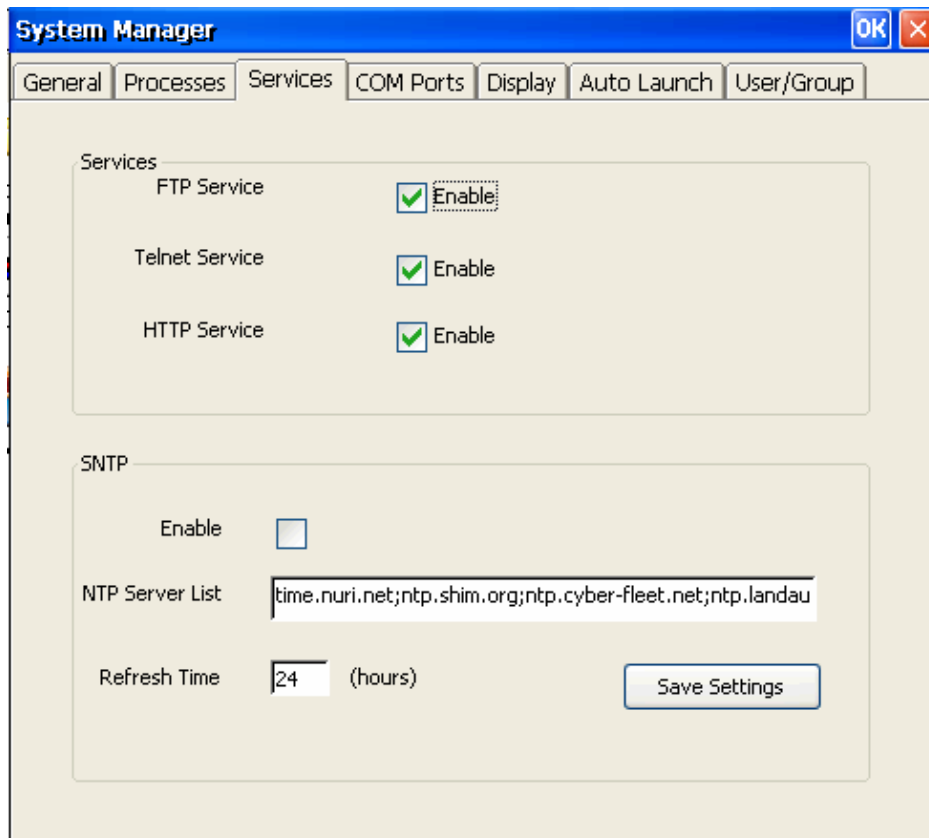 System Manager OK
General Processes Services COM Ports Display Auto Launch User/Group
Services
FTP Service Enable
Telnet Service Enable
HTTP Service Enable
SNTP
Enable
NTP Server List time.nuri.net;ntp.shim.org;ntp.cyber-fleet.net;ntp.landau
Refresh Time 24 (hours) Save Settings